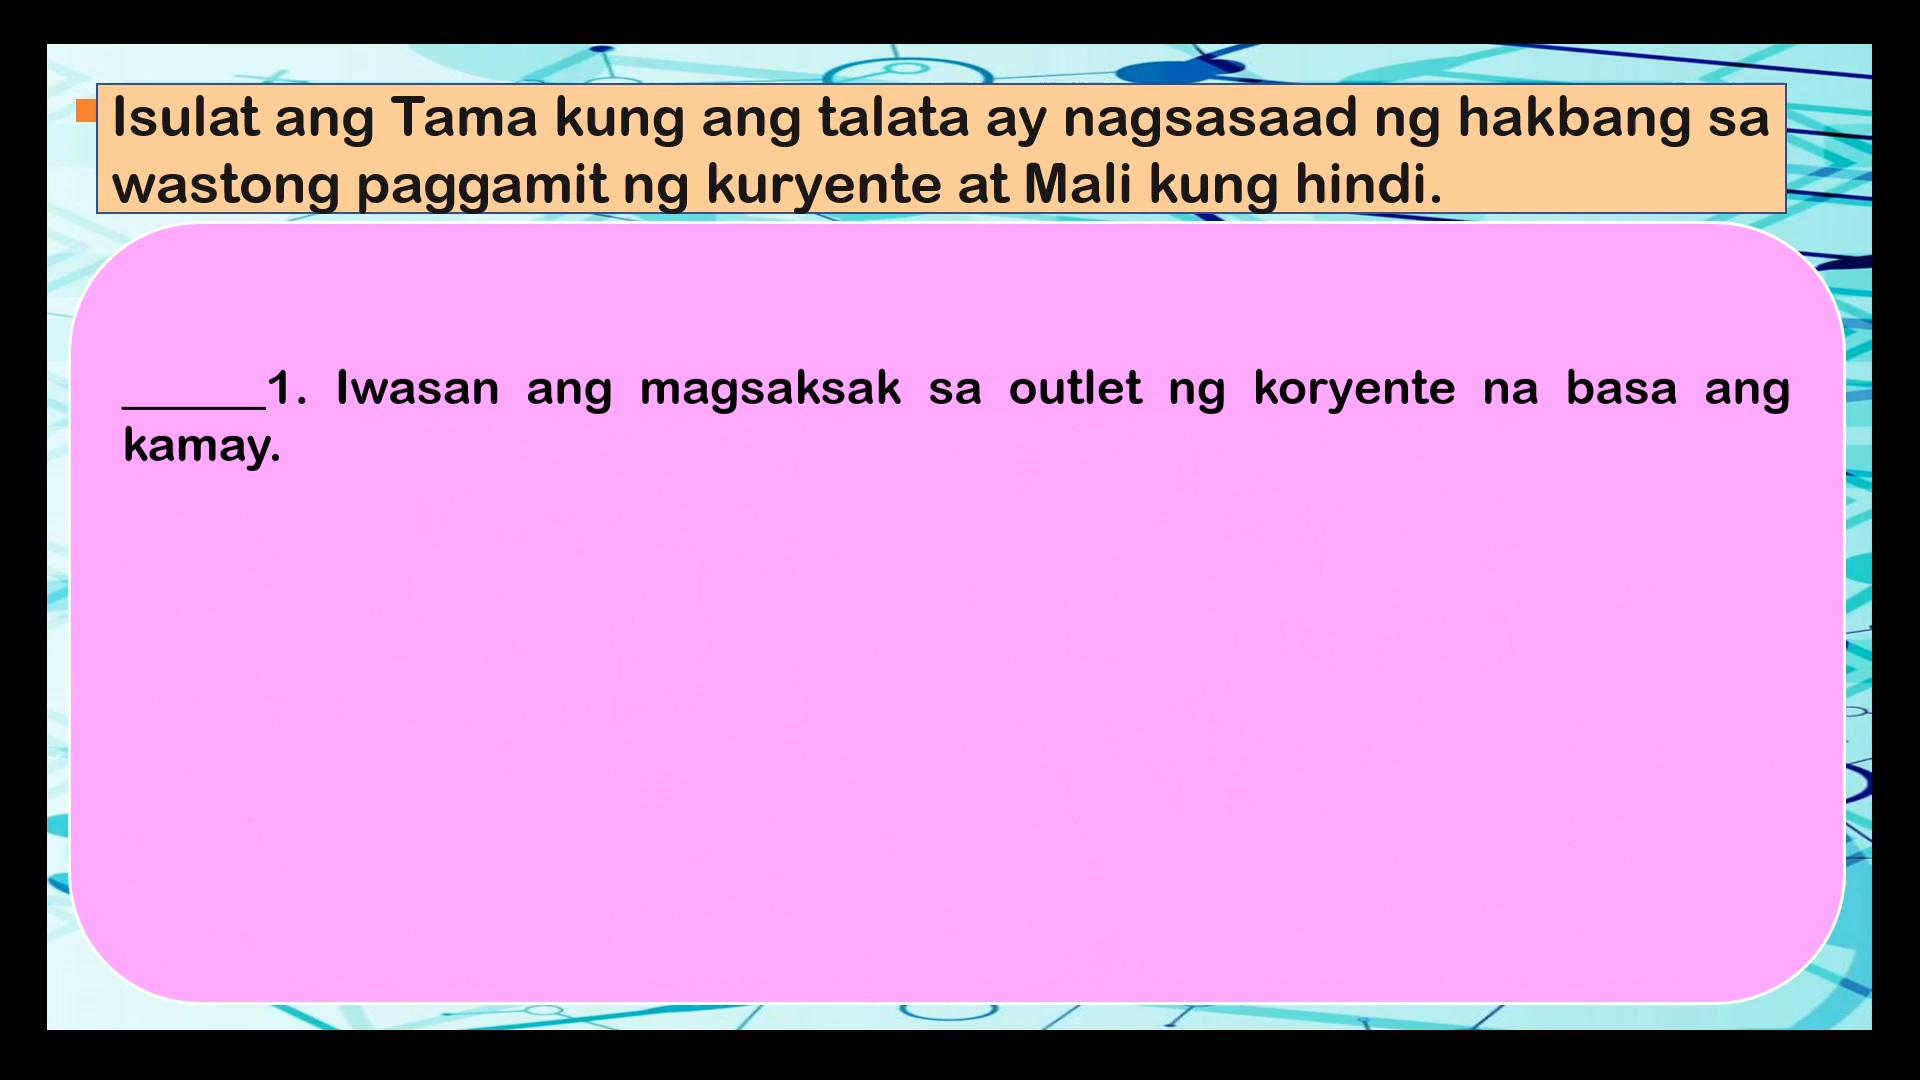 Isulat ang Tama kung ang talata ay nagsasaad ng hakbang sa
wastong paggamit ng kuryente at Mali kung hindi.
______1. Iwasan ang magsaksak sa outlet ng koryente na basa ang
kamay.